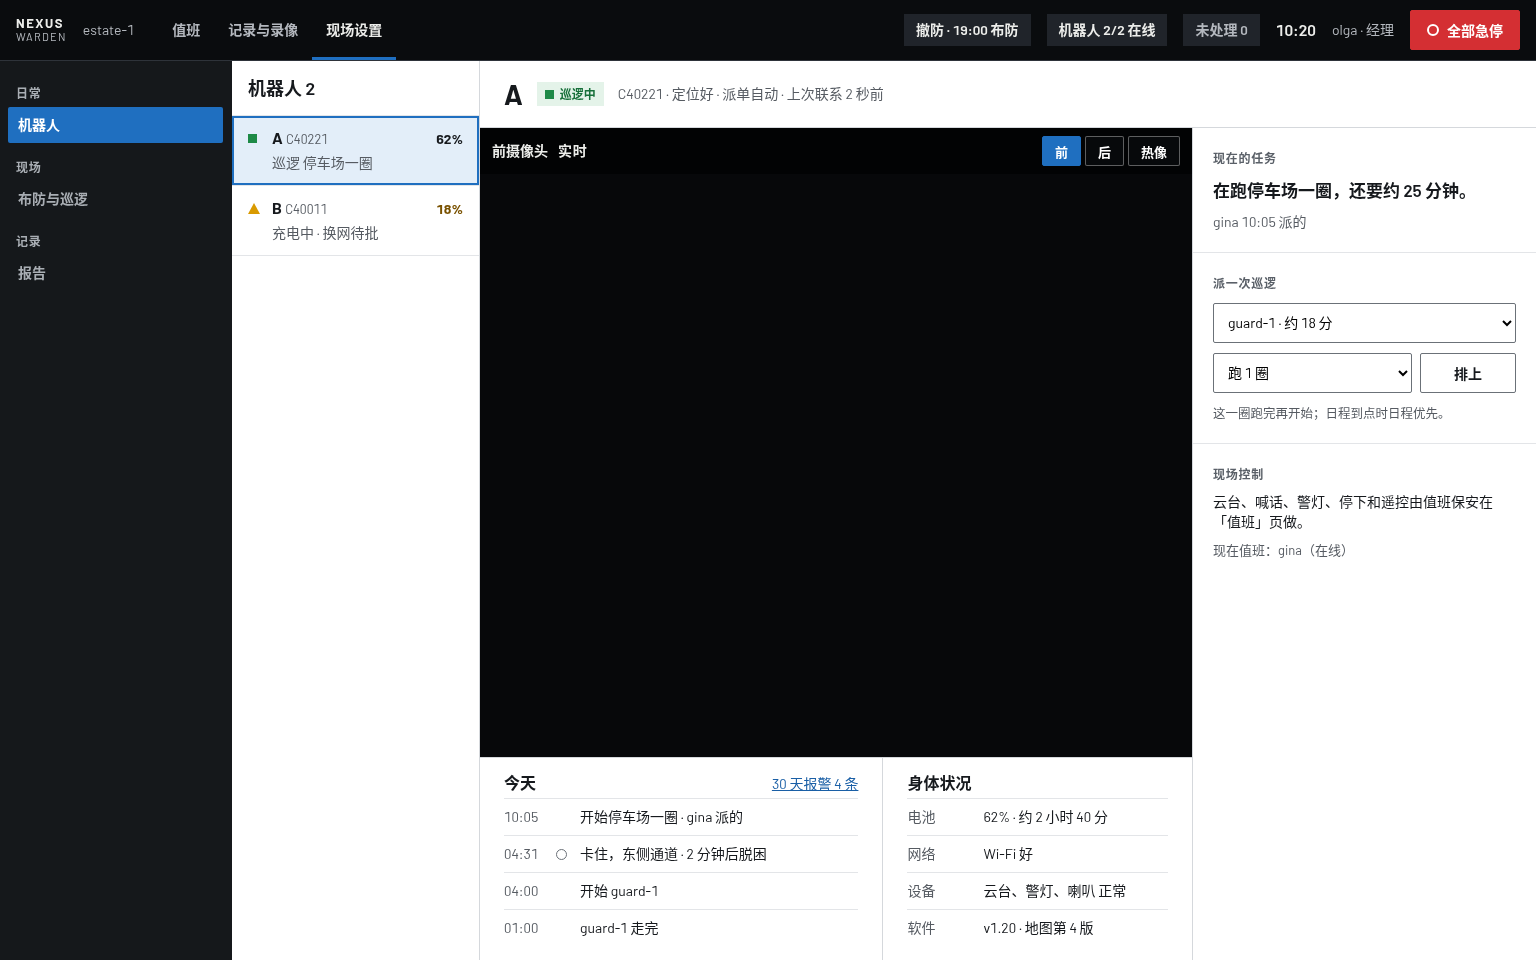 NEXUS
WARDEN
estate-1
值班
记录与录像
现场设置
撤防 · 19:00 布防
机器人 2/2 在线
未处理 0
10:20
olga · 经理
全部急停
日常
机器人
现场
布防与巡逻
记录
报告
机器人 2
A C40221
62%
巡逻 停车场一圈
B C40011
18%
充电中 · 换网待批
A
巡逻中
C40221 · 定位好 · 派单自动 · 上次联系 2 秒前
前摄像头 实时
前
后
热像
现在的任务
在跑停车场一圈，还要约 25 分钟。
gina 10:05 派的
派一次巡逻
guard-1 · 约 18 分
跑 1 圈
排上
这一圈跑完再开始；日程到点时日程优先。
现场控制
云台、喊话、警灯、停下和遥控由值班保安在
「值班」页做。
现在值班：gina（在线）
今天
30 天报警 4 条
10:05 开始停车场一圈 · gina 派的
04:31 卡住，东侧通道 · 2 分钟后脱困
04:00 开始 guard-1
01:00 guard-1 走完
身体状况
电池 62% · 约 2 小时 40 分
网络 Wi-Fi 好
设备 云台、警灯、喇叭 正常
软件 v1.20 · 地图第 4 版